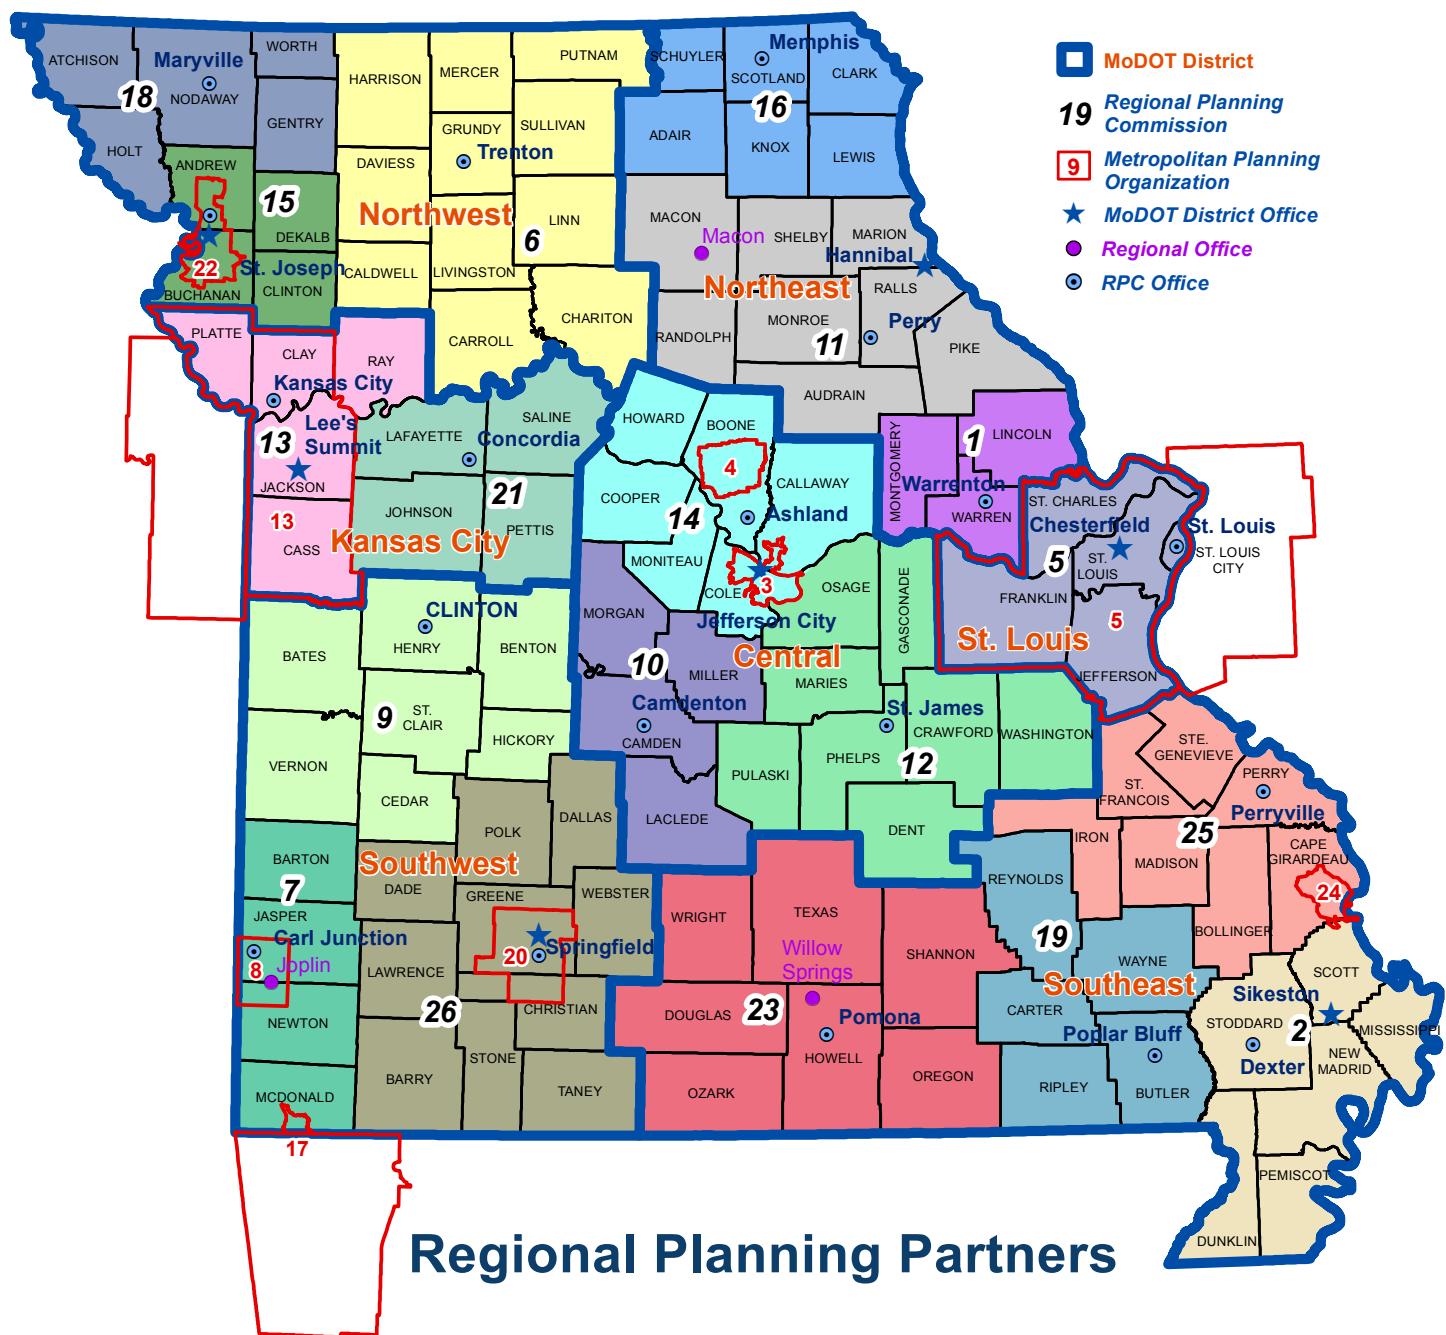 ATCHISON
Maryville
NODAWAY
WORTH
18
GENTRY
HOLT
HARRISON
MERCER
PUTNAM
GRUNDY
SULLIVAN
Trenton
DAVIESS
Northwest
LINN
6
CALDWELL
LIVINGSTON
CARROLL
CHARITON
ANDREW
15
DEKALB
22
St. Joseph
BUCHANAN
CLINTON
SCHUYLER
Memphis
SCOTLAND
CLARK
16
ADAIR
KNOX
LEWIS
MACON
Macon
SHELBY
MARION
Hannibal
Northeast
RALLS
RANDOLPH
MONROE
Perry
11
PIKE
AUDRAIN
MoDOT District
19
Regional Planning
Commission
9
Metropolitan Planning
Organization
MoDOT District Office
Regional Office
RPC Office
PLATTE
CLAY
RAY
Kansas City
13
Lee's
Summit
JACKSON
13
CASS
LAFAYETTE
SALINE
Concordia
21
JOHNSON
PETTIS
Kansas City
HOWARD
BOONE
4
COOPER
CALLAWAY
14
Ashland
MONITEAU
COLE
3
Jefferson City
OSAGE
GASCONADE
Central
MARIES
MONTGOMERY
1
LINCOLN
Warrenton
WARREN
ST. CHARLES
Chesterfield
St. Louis
ST.
LOUIS
ST. LOUIS
CITY
5
FRANKLIN
5
St. Louis
JEFFERSON
MORGAN
10
MILLER
Camdenton
CAMDEN
LACLEDE
St. James
CRAWFORD
WASHINGTON
PHELPS
12
PULASKI
DENT
CLINTON
HENRY
BENTON
BATES
9
ST.
CLAIR
HICKORY
VERNON
CEDAR
POLK
DALLAS
BARTON
Southwest
7
DADE
GREENE
WEBSTER
JASPER
Carl Junction
8
Joplin
20
Springfield
LAWRENCE
NEWTON
26
CHRISTIAN
STONE
BARRY
TANEY
MCDONALD
17
WRIGHT
TEXAS
Willow
Springs
SHANNON
DOUGLAS
23
Pomona
HOWELL
OZARK
OREGON
STE.
GENEVIEVE
PERRY
ST.
FRANCOIS
Perryville
25
IRON
MADISON
CAPE
GIRARDEAU
24
BOLLINGER
REYNOLDS
19
WAYNE
Southeast
CARTER
Poplar Bluff
RIPLEY
BUTLER
SCOTT
Sikeston
STODDARD
2
MISSISSIPPI
Dexter
NEW
MADRID
PEMISCOT
DUNKLIN
Regional Planning Partners